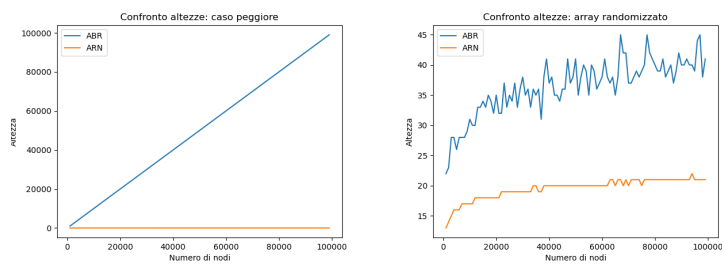 Confronto altezze: caso peggiore
ABR
ARN
Altezza
100000
80000
60000
40000
20000
0
0 20000 40000 60000 80000 100000
Numero di nodi
Confronto altezze: array randomizzato
ABR
ARN
Altezza
45
40
35
30
25
20
15
0 20000 40000 60000 80000 100000
Numero di nodi